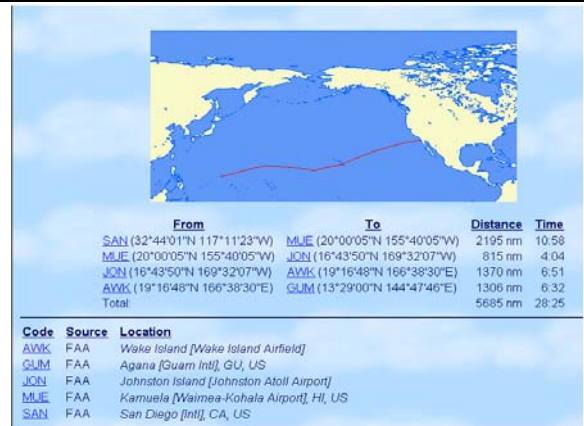 From To Distance Time
SAN (32°44'01"N 117°11'23"W) MUE (20°00'05"N 155°40'05"W) 2195 nm 10:58
MUE (20°00'05"N 155°40'05"W) JON (16°43'50"N 169°32'07"W) 815 nm 4:04
JON (16°43'50"N 169°32'07"W) AWK (19°16'48"N 166°38'30"E) 1370 nm 6:51
AWK (19°16'48"N 166°38'30"E) GUM (13°29'00"N 144°47'46"E) 1306 nm 6:32
Total: 5685 nm 28:25
Code Source Location
AWK FAA Wake Island [Wake Island Airfield]
GUM FAA Agana [Guam Intl], GU, US
JON FAA Johnston Island [Johnston Atoll Airport]
MUE FAA Kamuela [Waimea-Kohala Airport], HI, US
SAN FAA San Diego [Intl], CA, US